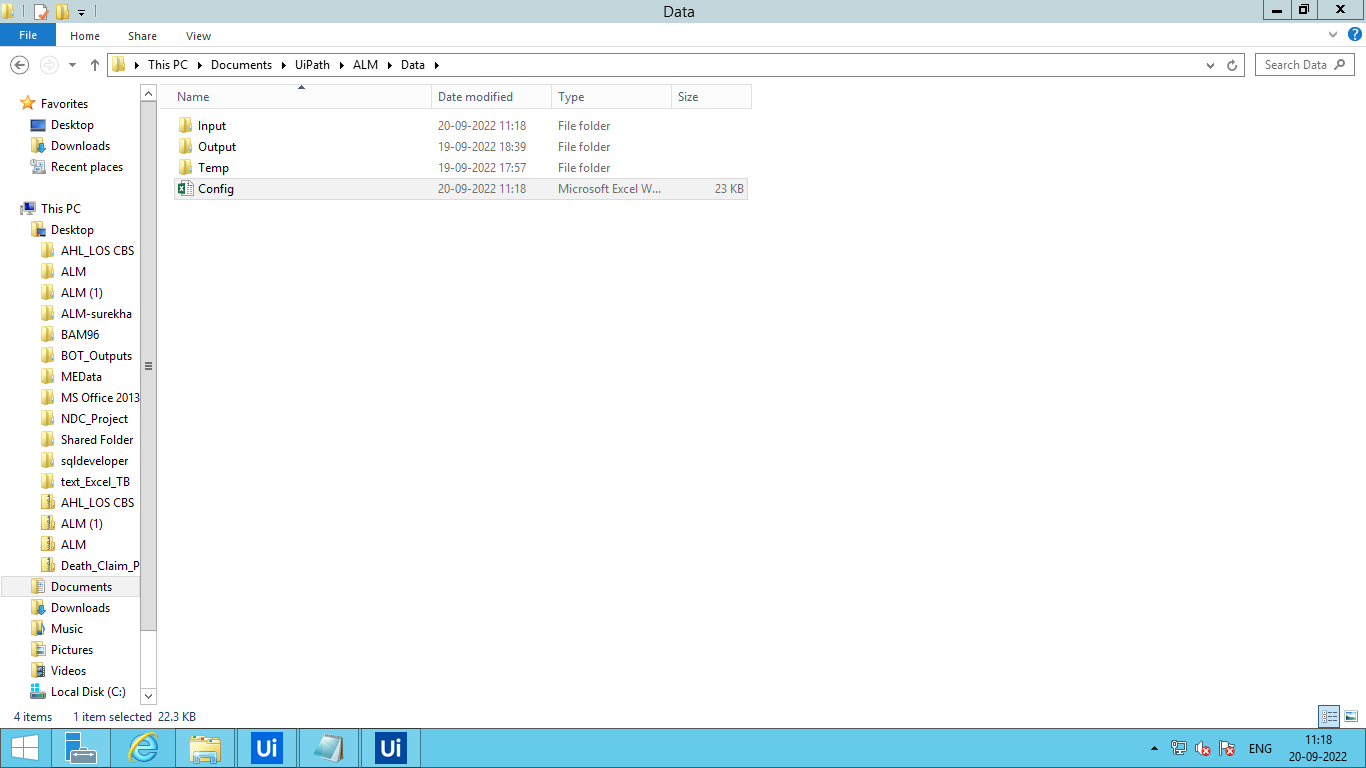 Data
File Home Share View
This PC Documents UiPath ALM Data
Search Data
Name Date modified Type Size
Input 20-09-2022 11:18 File folder
Output 19-09-2022 18:39 File folder
Temp 19-09-2022 17:57 File folder
Config 20-09-2022 11:18 Microsoft Excel W... 23 KB
Favorites
Desktop
Downloads
Recent places
This PC
Desktop
AHL_LOS CBS
ALM
ALM (1)
ALM-surekha
BAM96
BOT_Outputs
MEData
MS Office 2013
NDC_Project
Shared Folder
sqldeveloper
text_Excel_TB
AHL_LOS CBS
ALM (1)
ALM
Death_Claim_P
Documents
Downloads
Music
Pictures
Videos
Local Disk (C:)
4 items 1 item selected 22.3 KB
Ui Ui
ENG
11:18
20-09-2022